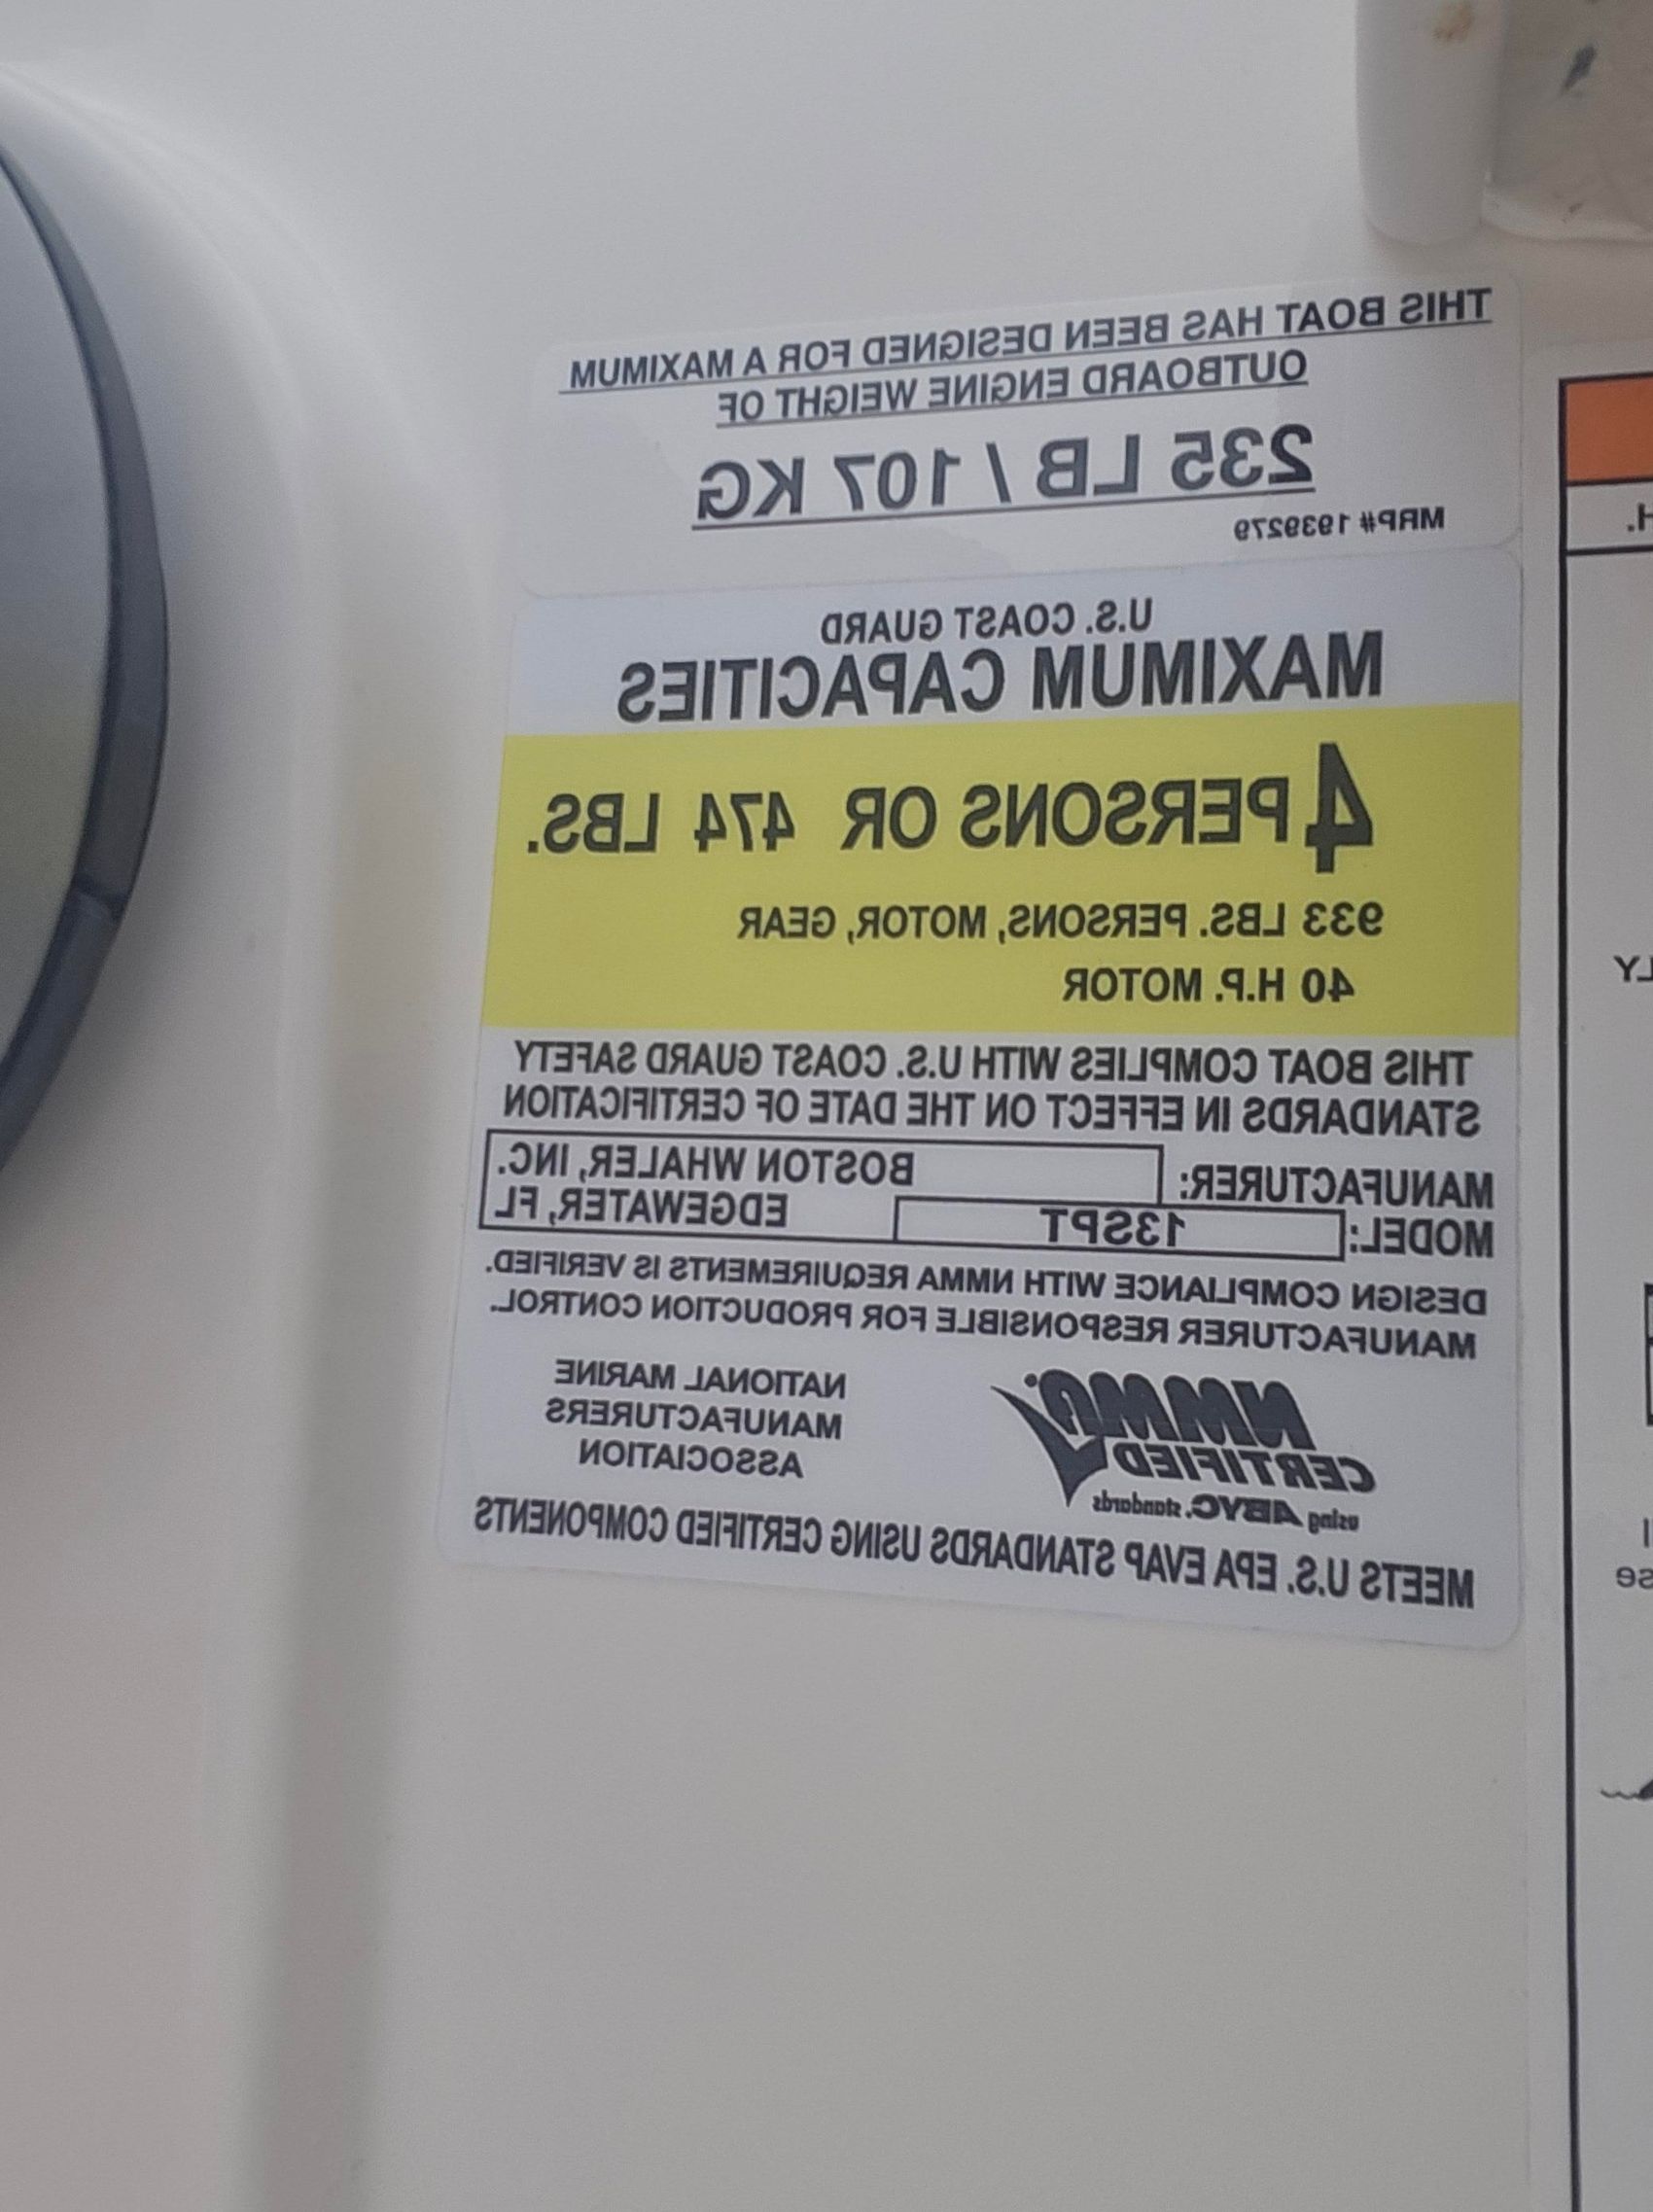 THIS BOAT HAS BEEN DESIGNED FOR A MAXIMUM
OUTBOARD ENGINE WEIGHT OF
235 LB / 107 KG
MRP# 1939279
U.S. COAST GUARD
MAXIMUM CAPACITIES
4 PERSONS OR 474 LBS.
933 LBS. PERSONS, MOTOR, GEAR
40 H.P. MOTOR
THIS BOAT COMPLIES WITH U.S. COAST GUARD SAFETY
STANDARDS IN EFFECT ON THE DATE OF CERTIFICATION
MANUFACTURER: BOSTON WHALER, INC.
MODEL: 13SPT EDGEWATER, FL
DESIGN COMPLIANCE WITH NMMA REQUIREMENTS IS VERIFIED.
MANUFACTURER RESPONSIBLE FOR PRODUCTION CONTROL.
NMMA
CERTIFIED
using ABYC. standards
NATIONAL MARINE
MANUFACTURERS
ASSOCIATION
MEETS U.S. EPA EVAP STANDARDS USING CERTIFIED COMPONENTS